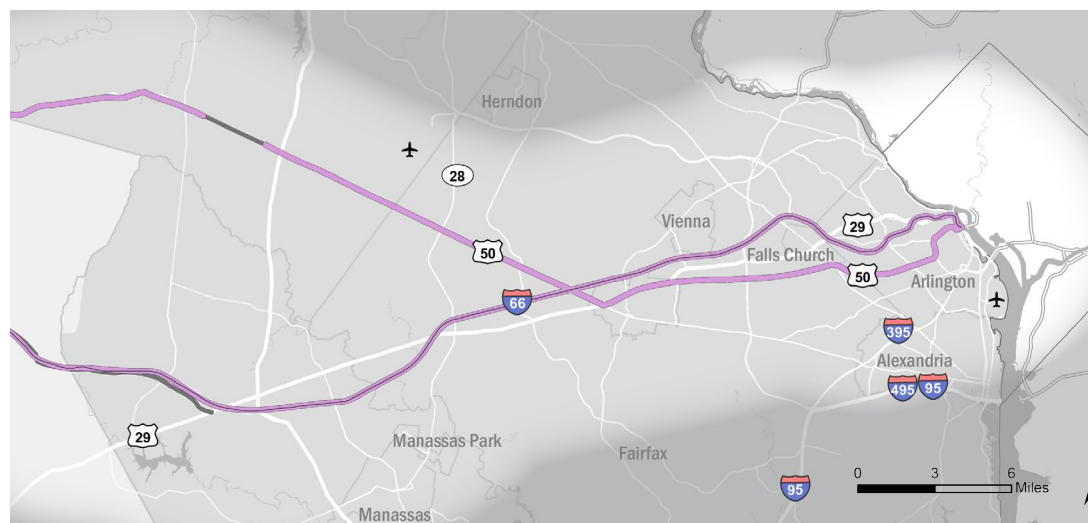 Herndon
28
Vienna
29
50
Falls Church
50
Arlington
66
395
Alexandria
495
95
29
Manassas Park
Fairfax
95
0 3 6
Miles
Manassas